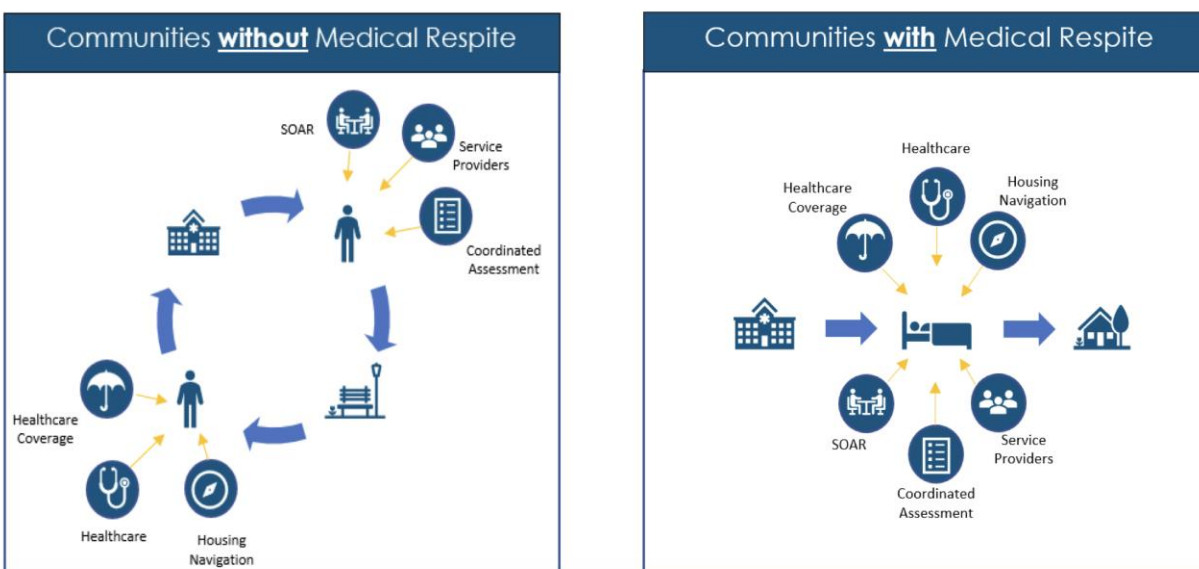 Communities without Medical Respite
SOAR
Service
Providers
Coordinated
Assessment
Healthcare
Coverage
Healthcare
Housing
Navigation
Communities with Medical Respite
Healthcare
Healthcare
Coverage
Housing
Navigation
SOAR
Service
Providers
Coordinated
Assessment